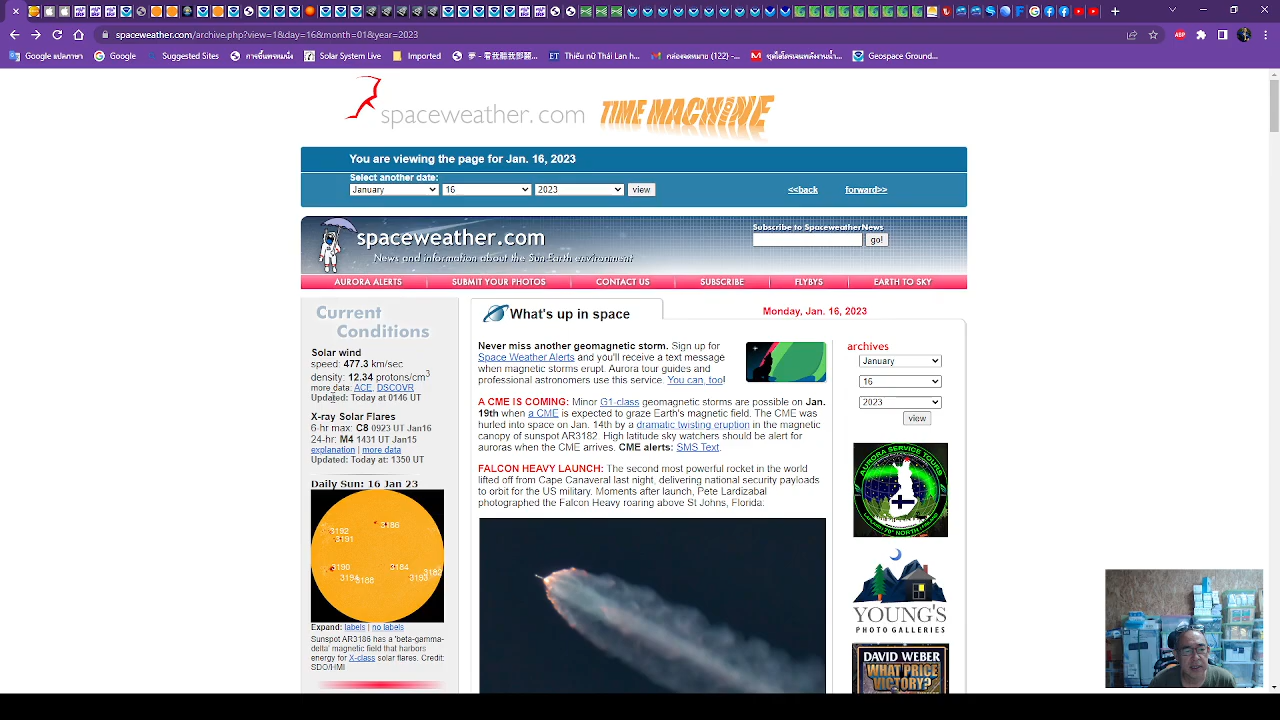 spaceweather.com/archive.php?view=18&day=16&month=01&year=2023
ABP
Google
Suggested Sites
Imported
Solar System
Geospace Ground...
spaceweather.com TIME MACHINE
You are viewing the page for Jan. 16, 2023
Select another date:
January 16 2023 view <<back forward>>
spaceweather.com
News and information about the Sun Earth environment
Subscribe to SpaceweatherNews
go!
AURORA ALERTS SUBMIT YOUR PHOTOS CONTACT US SUBSCRIBE FLYBYS EARTH TO SKY
Current
Conditions
Solar wind
speed: 477.3 km/sec
density: 12.34 protons/cm3
more data: ACE, DSCOVR
Updated: Today at 0146 UT
X-ray Solar Flares
6-hr max: C8 0923 UT Jan16
24-hr: M4 1431 UT Jan15
explanation | more data
Updated: Today at: 1350 UT
Daily Sun: 16 Jan 23
3192
3186
3191
3190
3184
3188
3193
Expand: labels | no labels
Sunspot AR3186 has a 'beta-gamma-
delta' magnetic field that harbors
energy for X-class solar flares. Credit:
SDO/HMI
What's up in space
Monday, Jan. 16, 2023
Never miss another geomagnetic storm. Sign up for
Space Weather Alerts and you'll receive a text message
when magnetic storms erupt. Aurora tour guides and
professional astronomers use this service. You can, too!
A CME IS COMING: Minor G1-class geomagnetic storms are possible on Jan.
19th when a CME is expected to graze Earth's magnetic field. The CME was
hurled into space on Jan. 14th by a dramatic twisting eruption in the magnetic
canopy of sunspot AR3182. High latitude sky watchers should be alert for
auroras when the CME arrives. CME alerts: SMS Text.
FALCON HEAVY LAUNCH: The second most powerful rocket in the world
lifted off from Cape Canaveral last night, delivering national security payloads
to orbit for the US military. Moments after launch, Pete Lardizabal
photographed the Falcon Heavy roaring above St Johns, Florida.
archives
January
16
2023
view
AURORA SERVICE TOURS
YOUNG'S
PHOTO GALLERIES
DAVID WEBER
WHAT PRICE
VICTORY?